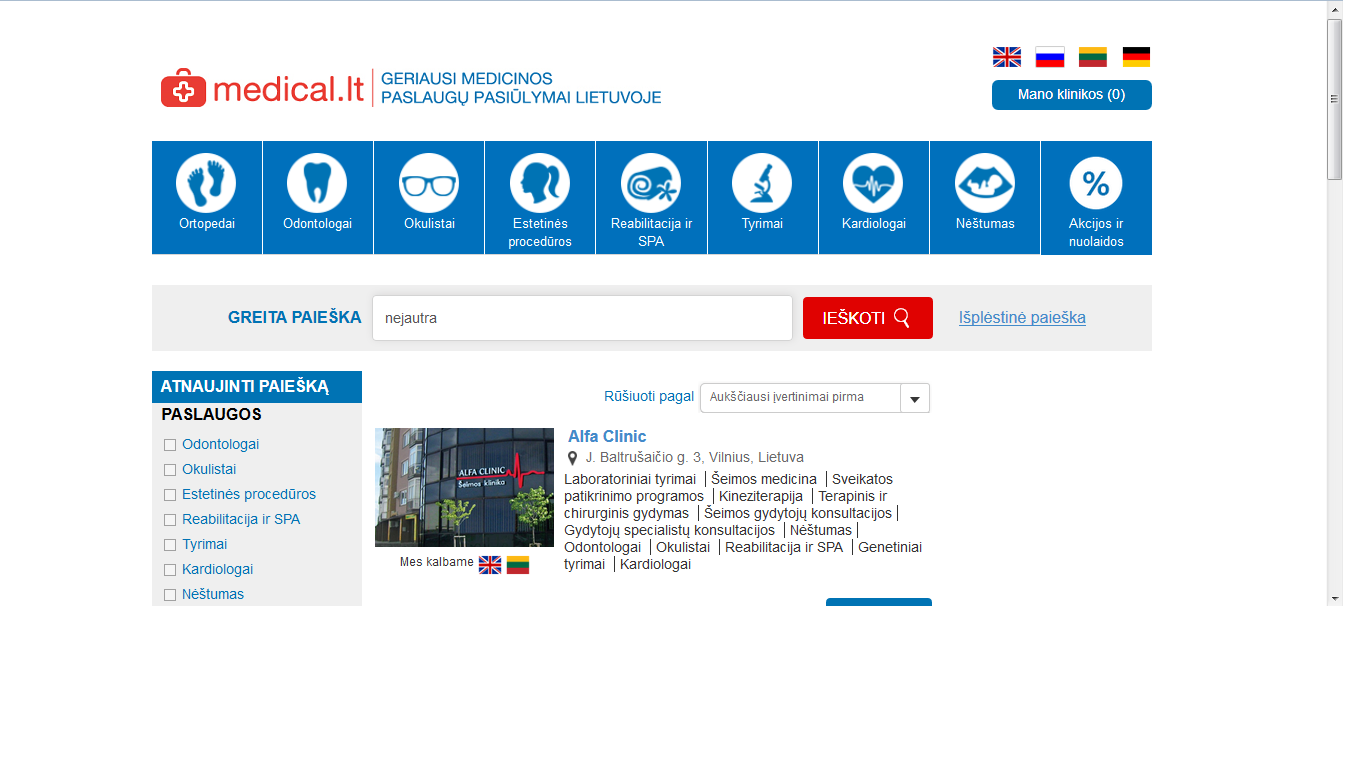 medical.lt
GERIAUSI MEDICINOS
PASLAUGŲ PASIŪLYMAI LIETUVOJE
Mano klinikos (0)
Ortopedai
Odontologai
Okulistai
Estetinės
procedūros
Reabilitacija ir
SPA
Tyrimai
Kardiologai
Nėštumas
%
Akcijos ir
nuolaidos
GREITA PAIEŠKA
nejautra
IEŠKOTI
Išplėstinė paieška
ATNAUJINTI PAIEŠKĄ
PASLAUGOS
Odontologai
Okulistai
Estetinės procedūros
Reabilitacija ir SPA
Tyrimai
Kardiologai
Nėštumas
Rūšiuoti pagal
Aukščiausi įvertinimai pirma
ALFA CLINIC
Šeimos klinika
Mes kalbame
Alfa Clinic
J. Baltrušaičio g. 3, Vilnius, Lietuva
Laboratoriniai tyrimai | Šeimos medicina | Sveikatos
patikrinimo programos | Kineziterapija | Terapinis ir
chirurginis gydymas | Šeimos gydytojų konsultacijos |
Gydytojų specialistų konsultacijos | Nėštumas |
Odontologai | Okulistai | Reabilitacija ir SPA | Genetiniai
tyrimai | Kardiologai